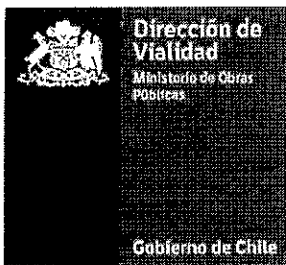 Dirección de
Vialidad
Ministerio de Obras
Públicas
Gobierno de Chile